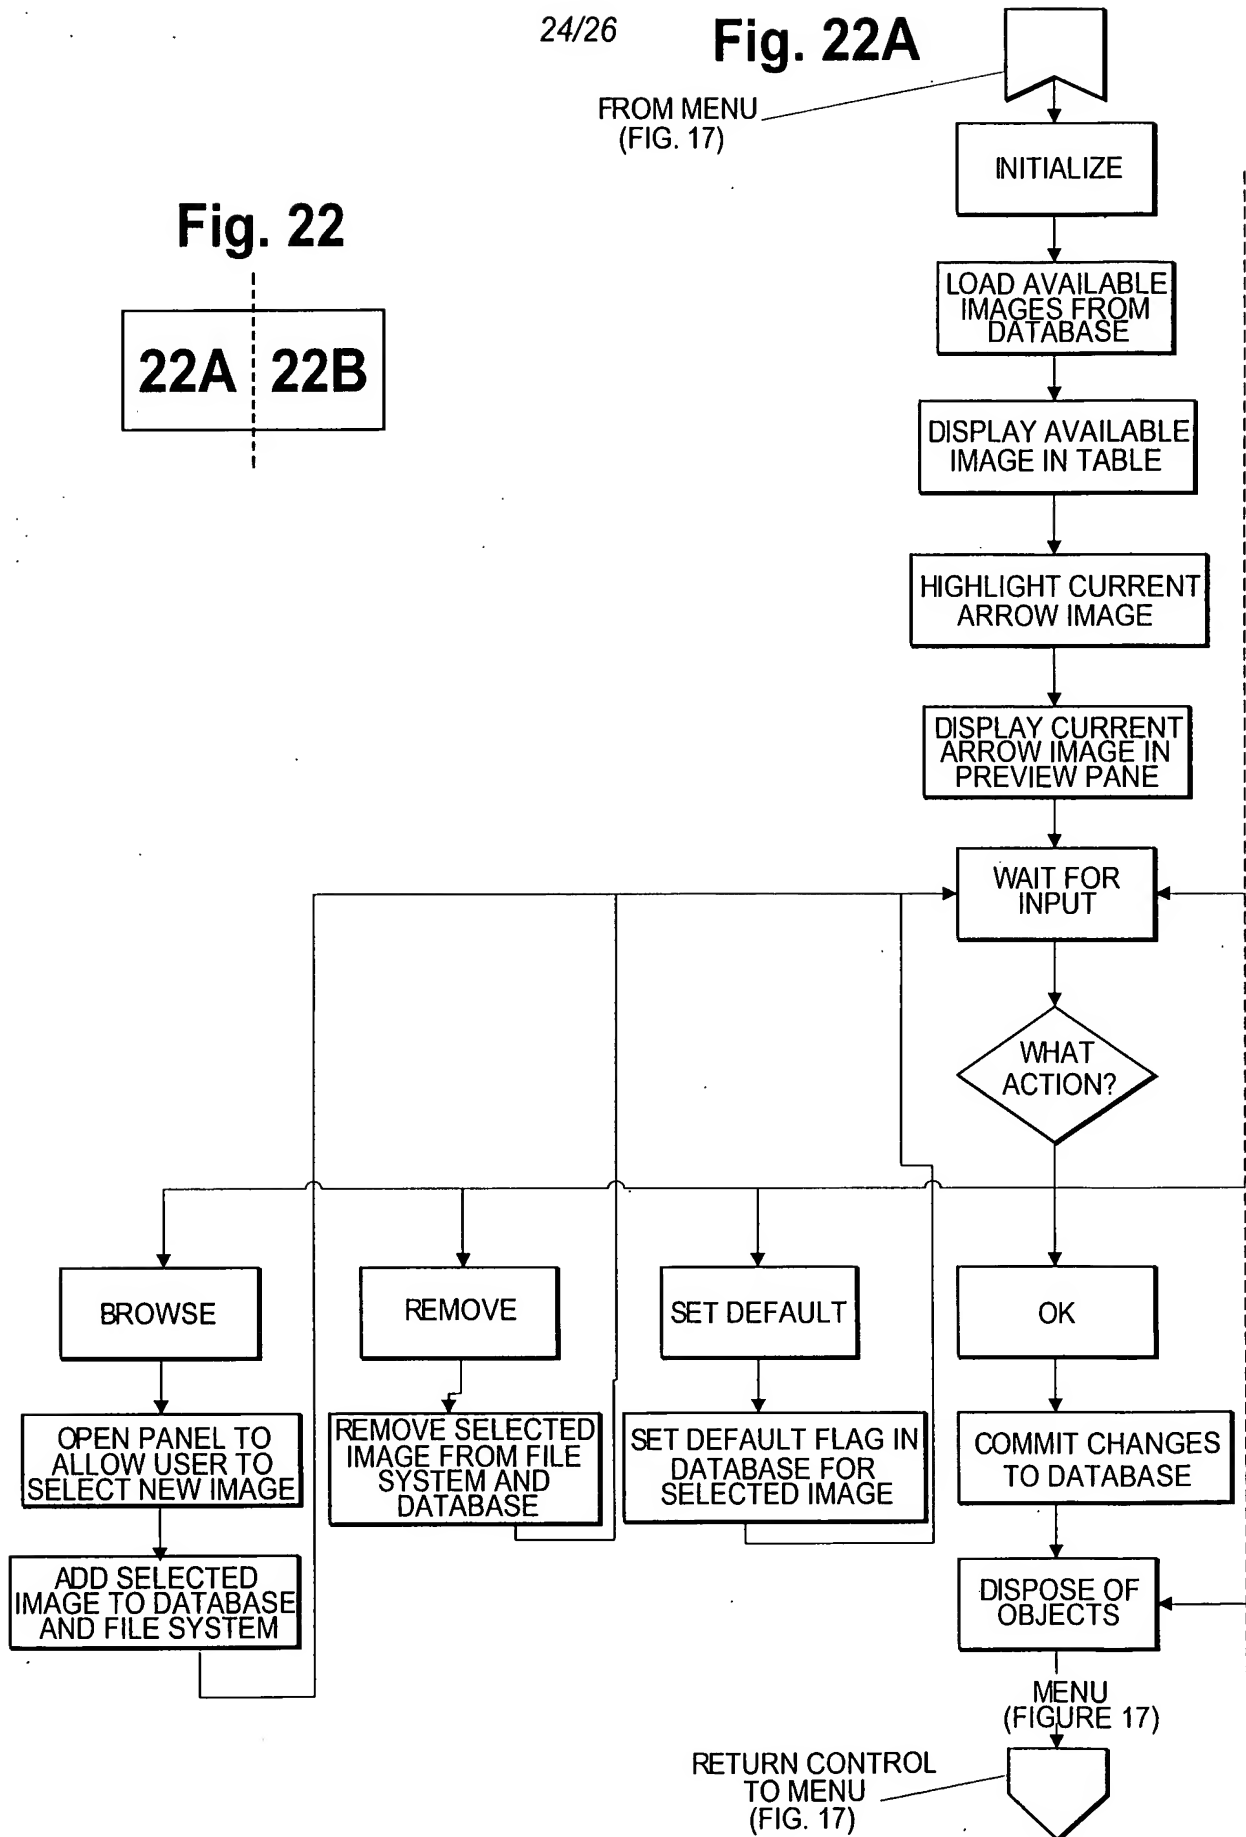 24/26
Fig. 22A
FROM MENU
(FIG. 17)
INITIALIZE
Fig. 22
22A 22B
LOAD AVAILABLE
IMAGES FROM
DATABASE
DISPLAY AVAILABLE
IMAGE IN TABLE
HIGHLIGHT CURRENT
ARROW IMAGE
DISPLAY CURRENT
ARROW IMAGE IN
PREVIEW PANE
WAIT FOR
INPUT
WHAT
ACTION?
BROWSE
REMOVE
SET DEFAULT
OK
OPEN PANEL TO
ALLOW USER TO
SELECT NEW IMAGE
REMOVE SELECTED
IMAGE FROM FILE
SYSTEM AND
DATABASE
SET DEFAULT FLAG IN
DATABASE FOR
SELECTED IMAGE
COMMIT CHANGES
TO DATABASE
ADD SELECTED
IMAGE TO DATABASE
AND FILE SYSTEM
DISPOSE OF
OBJECTS
MENU
(FIGURE 17)
RETURN CONTROL
TO MENU
(FIG. 17)